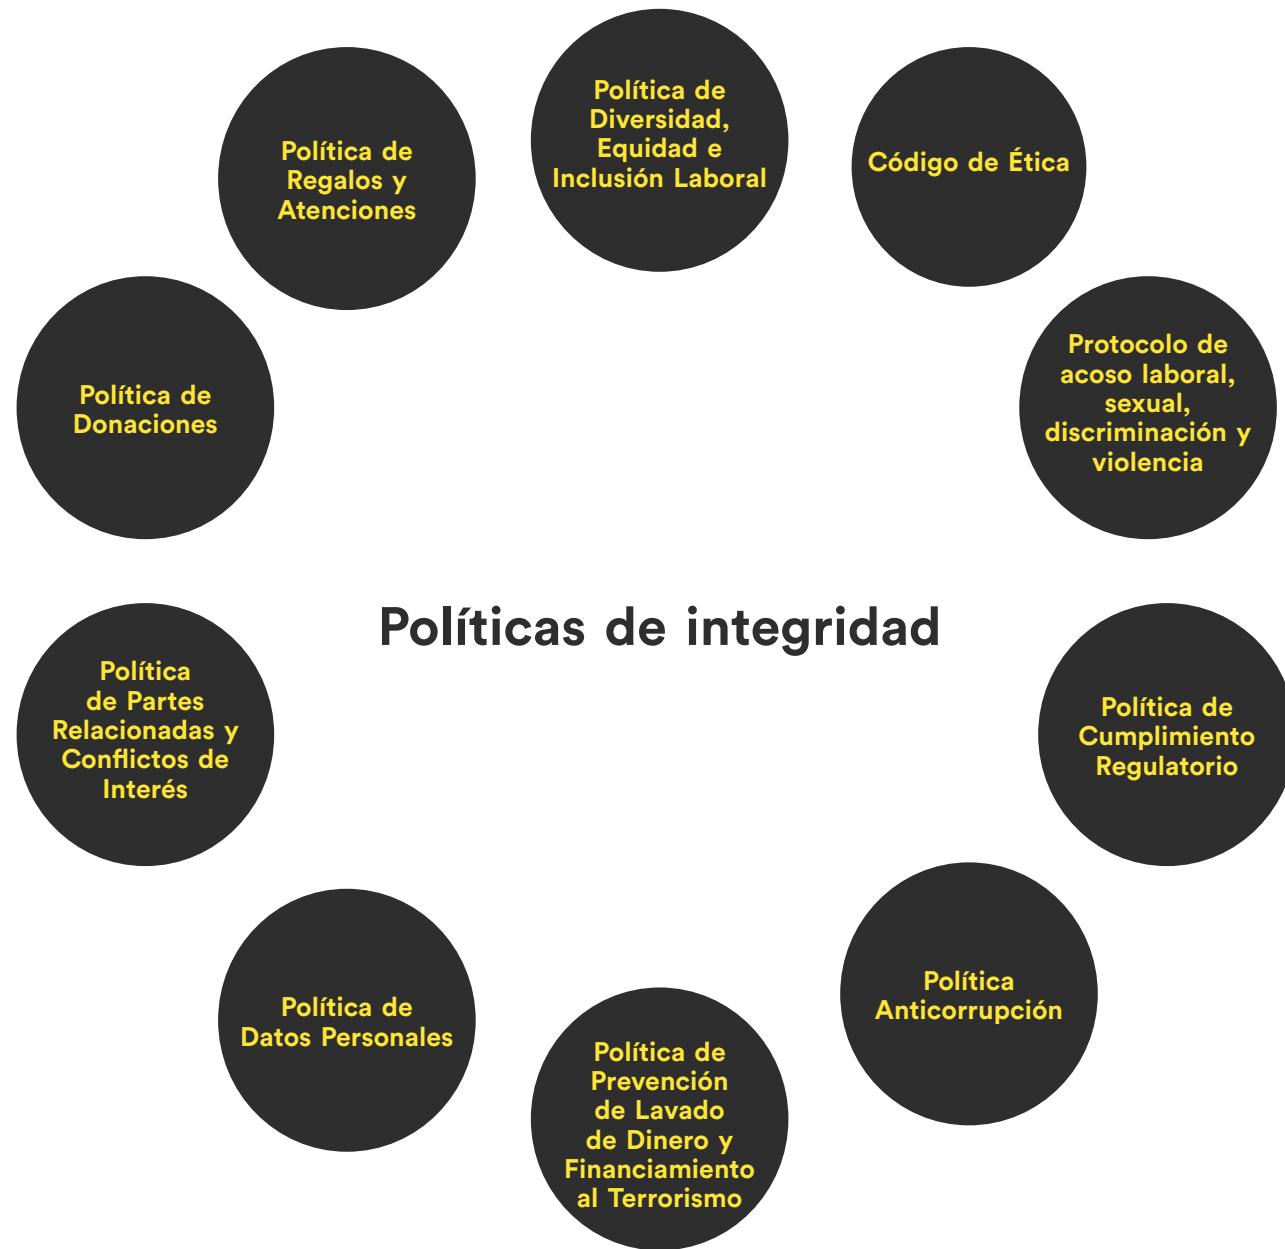 Política de
Diversidad,
Equidad e
Inclusión Laboral
Código de Ética
Política de
Regalos y
Atenciones
Protocolo de
acoso laboral,
sexual,
discriminación y
violencia
Política de
Donaciones
Políticas de integridad
Política
de Partes
Relacionadas y
Conflictos de
Interés
Política de
Cumplimiento
Regulatorio
Política
Anticorrupción
Política de
Datos Personales
Política de
Prevención
de Lavado
de Dinero y
Financiamiento
al Terrorismo